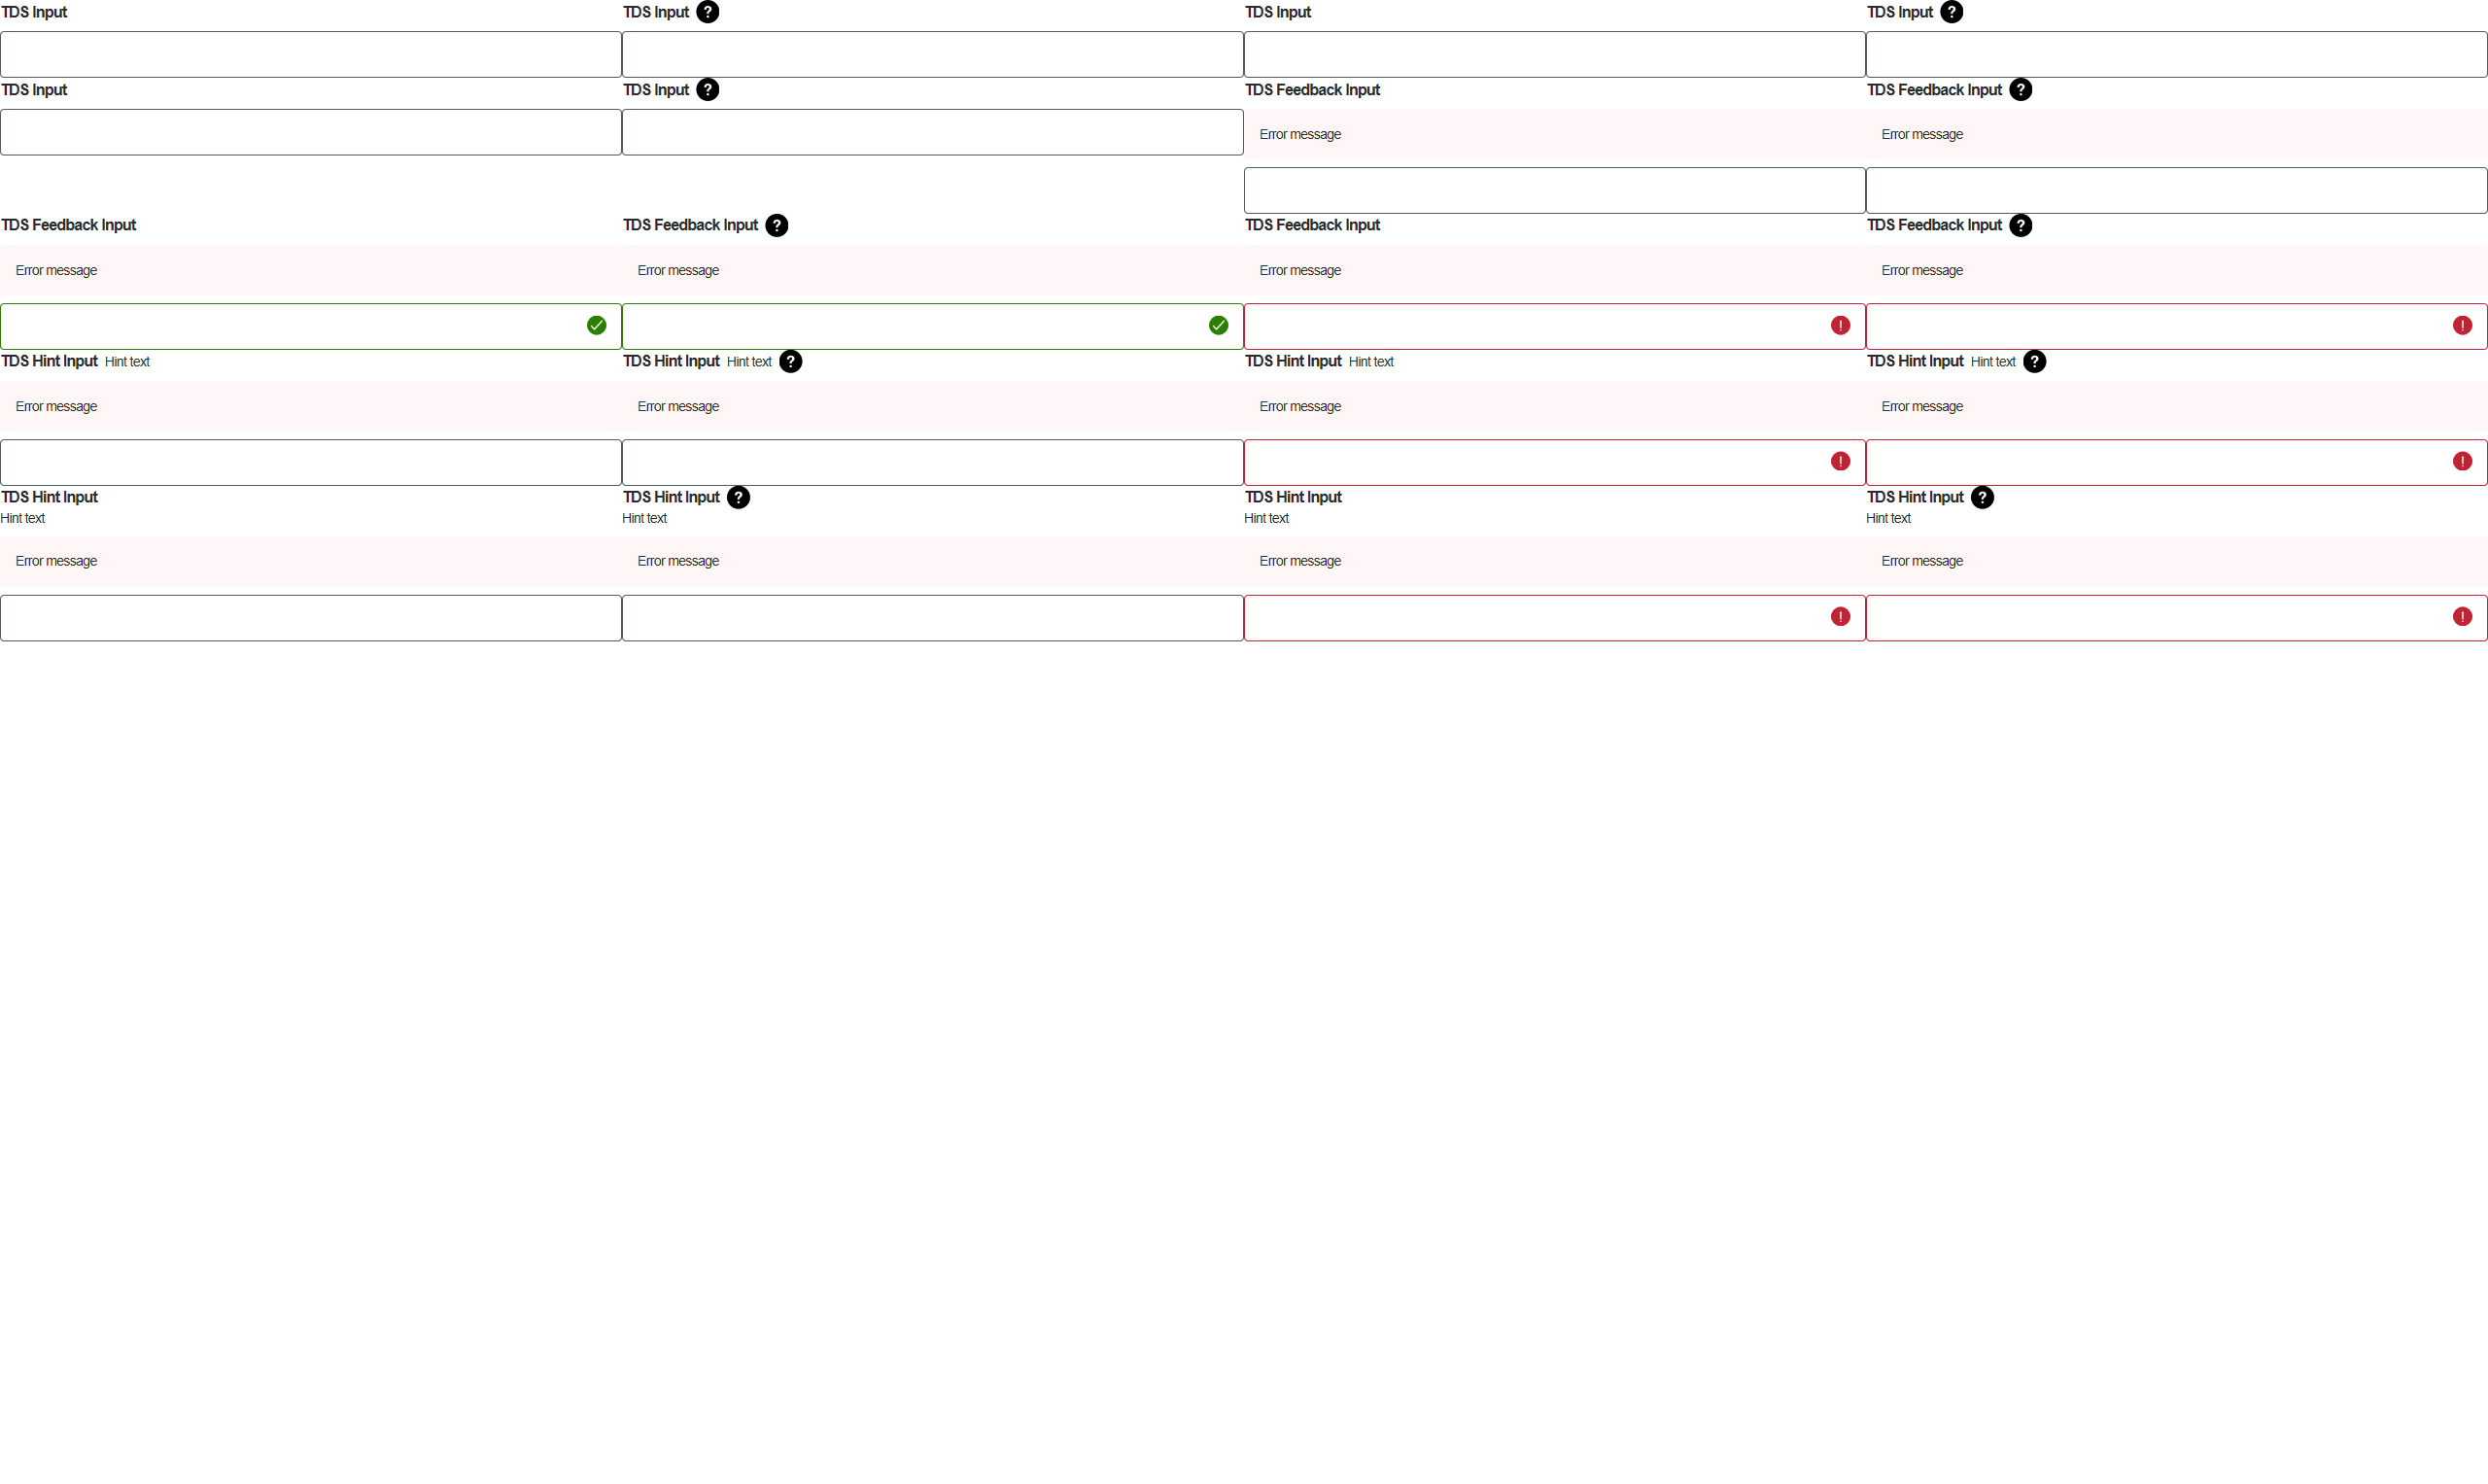 TDS Input
TDS Input ?
TDS Input
TDS Input ?
TDS Input
TDS Input ?
TDS Feedback Input
TDS Feedback Input ?
Error message
Error message
TDS Feedback Input
TDS Feedback Input ?
TDS Feedback Input
TDS Feedback Input ?
Error message
Error message
Error message
Error message
TDS Hint Input Hint text
TDS Hint Input Hint text ?
TDS Hint Input Hint text
TDS Hint Input Hint text ?
Error message
Error message
Error message
Error message
TDS Hint Input
TDS Hint Input ?
TDS Hint Input
TDS Hint Input ?
Hint text
Hint text
Hint text
Hint text
Error message
Error message
Error message
Error message